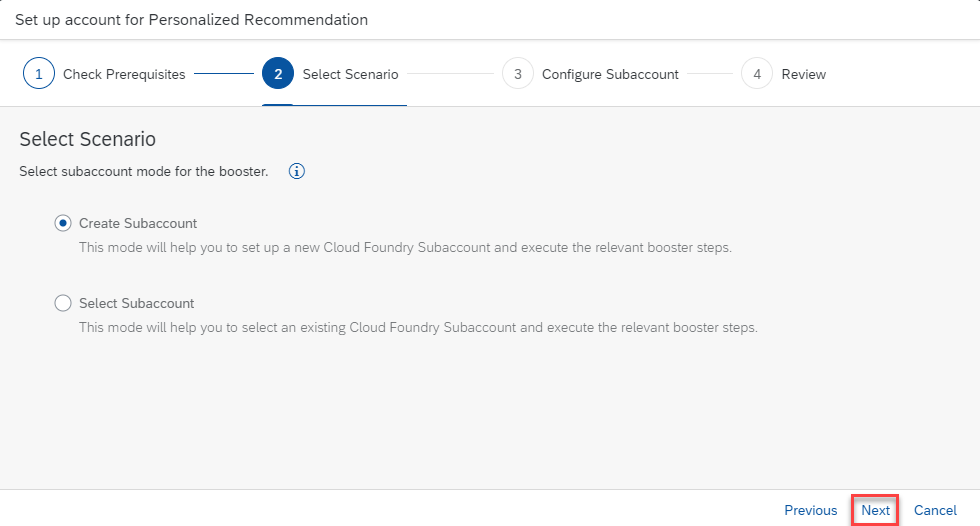 Set up account for Personalized Recommendation
1 Check Prerequisites 2 Select Scenario 3 Configure Subaccount 4 Review
Select Scenario
Select subaccount mode for the booster. i
Create Subaccount
This mode will help you to set up a new Cloud Foundry Subaccount and execute the relevant booster steps.
Select Subaccount
This mode will help you to select an existing Cloud Foundry Subaccount and execute the relevant booster steps.
Previous Next Cancel